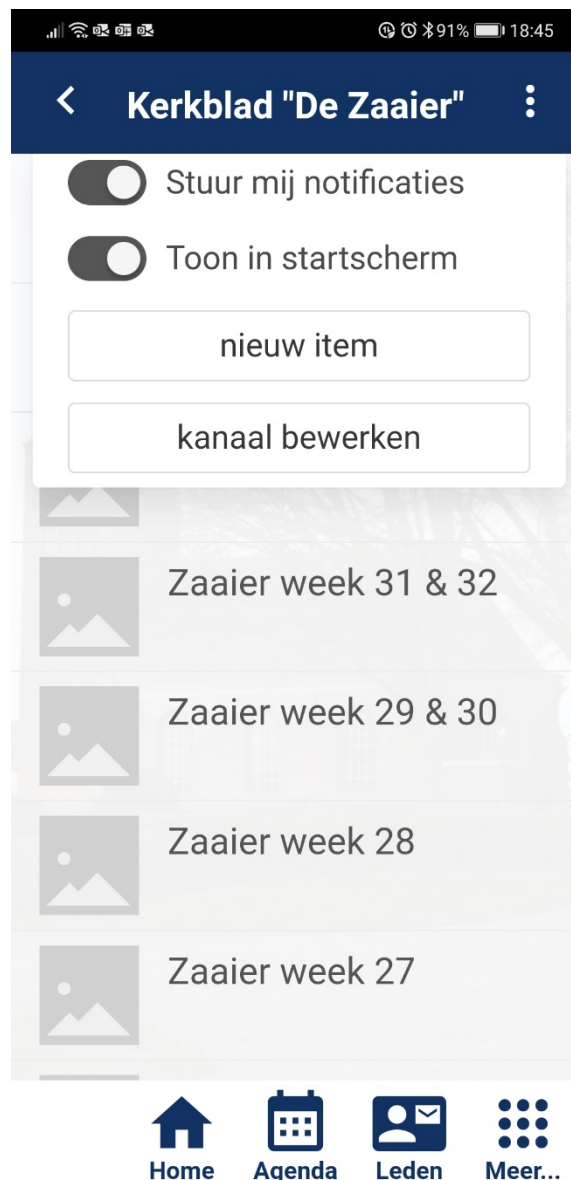 91% 18:45
Kerkblad "De Zaaier"
Stuur mij notificaties
Toon in startscherm
nieuw item
kanaal bewerken
Zaaier week 31 & 32
Zaaier week 29 & 30
Zaaier week 28
Zaaier week 27
Home Agenda Leden Meer...